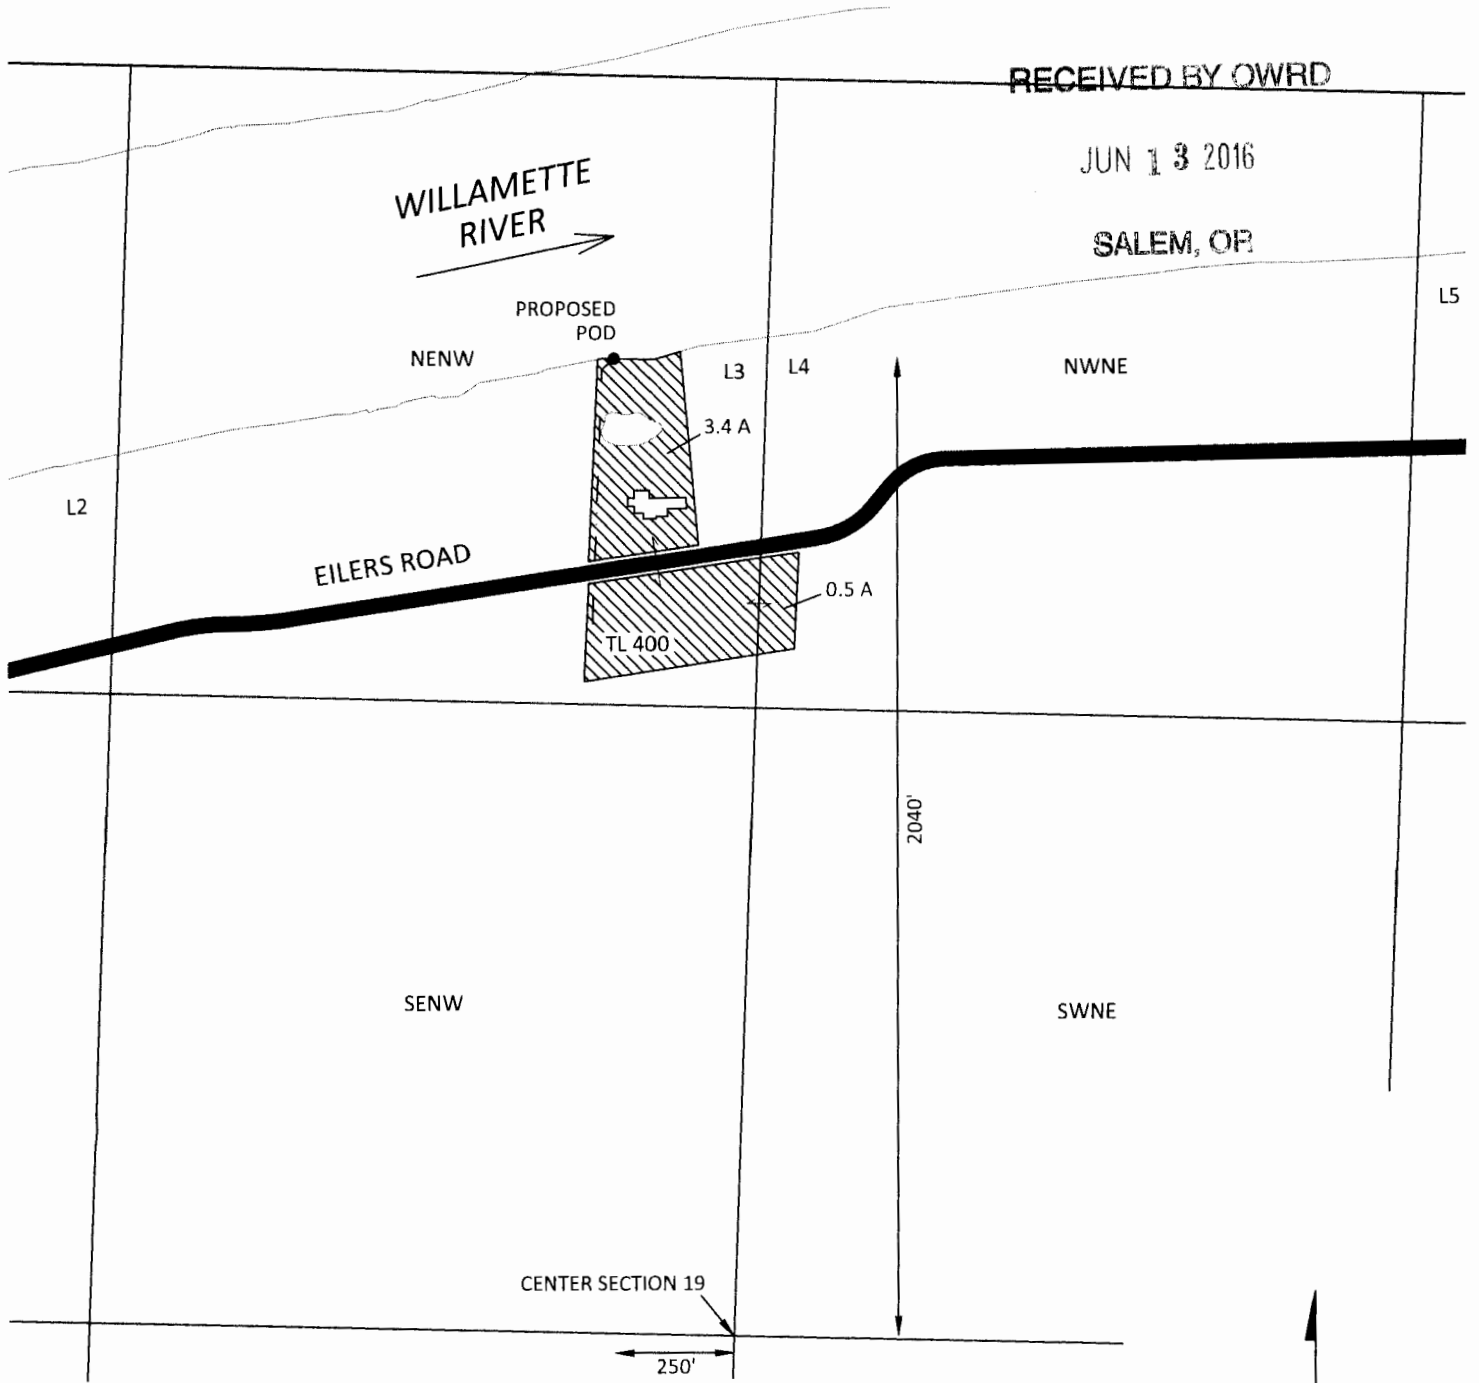 RECEIVED BY OWRD
JUN 13 2016
SALEM, OR
WILLAMETTE
RIVER
PROPOSED
POD
NENW
L3
L4
NWNE
L5
3.4 A
L2
EILERS ROAD
0.5 A
TL 400
2040'
SENW
SWNE
CENTER SECTION 19
250'